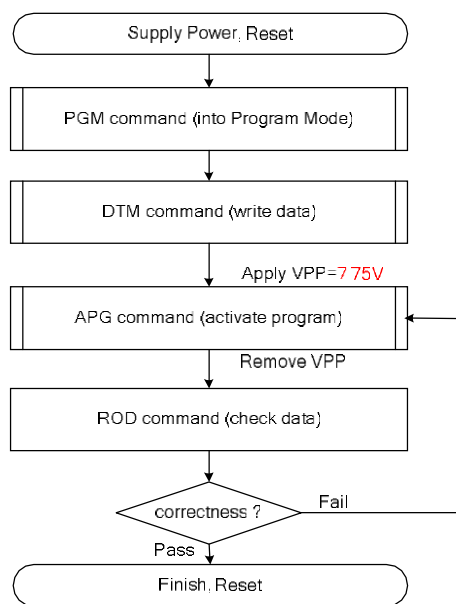 Supply Power, Reset
PGM command (into Program Mode)
DTM command (write data)
Apply VPP=7.75V
APG command (activate program)
Remove VPP
ROD command (check data)
correctness ?
Fail
Pass
Finish, Reset